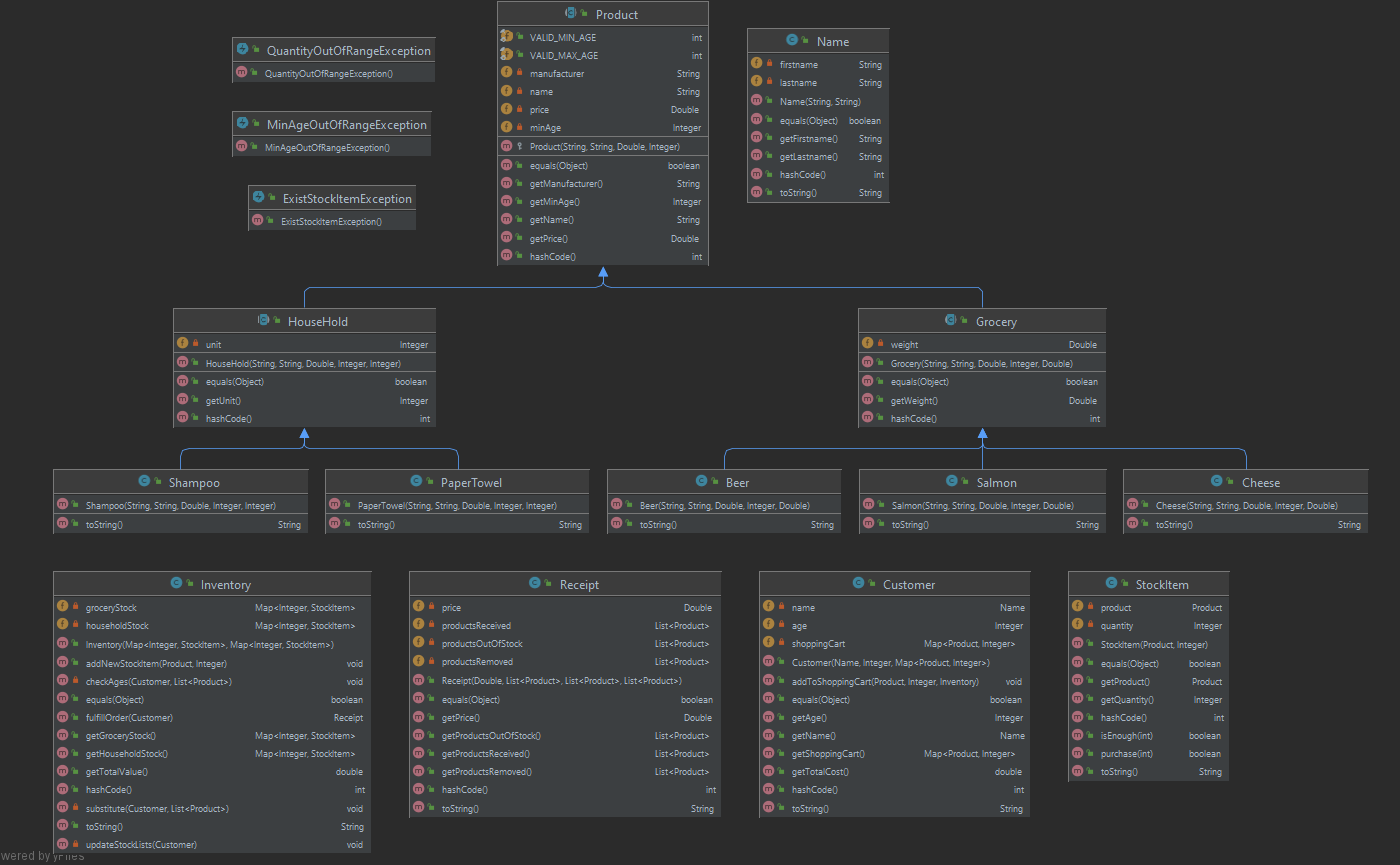 Product
VALID_MIN_AGE int
VALID_MAX_AGE int
manufacturer String
name String
price Double
minAge Integer
Product(String, String, Double, Integer)
equals(Object) boolean
getManufacturer() String
getMinAge() Integer
getName() String
getPrice() Double
hashCode() int
QuantityOutOfRangeException
QuantityOutOfRangeException()
MinAgeOutOfRangeException
MinAgeOutOfRangeException()
ExistStockItemException
ExistStockItemException()
Name
firstname String
lastname String
Name(String, String)
equals(Object) boolean
getFirstname() String
getLastname() String
hashCode() int
toString() String
HouseHold
unit Integer
HouseHold(String, String, Double, Integer, Integer)
equals(Object) boolean
getUnit() Integer
hashCode() int
Grocery
weight Double
Grocery(String, String, Double, Integer, Double)
equals(Object) boolean
getWeight() Double
hashCode() int
Shampoo
Shampoo(String, String, Double, Integer, Integer)
toString() String
PaperTowel
PaperTowel(String, String, Double, Integer, Integer)
toString() String
Beer
Beer(String, String, Double, Integer, Double)
toString() String
Salmon
Salmon(String, String, Double, Integer, Double)
toString() String
Cheese
Cheese(String, String, Double, Integer, Double)
toString() String
Inventory
groceryStock Map<Integer, StockItem>
householdStock Map<Integer, StockItem>
Inventory(Map<Integer, StockItem>, Map<Integer, StockItem>)
addNewStockItem(Product, Integer) void
checkAges(Customer, List<Product>) void
equals(Object) boolean
fulfillOrder(Customer) Receipt
getGroceryStock() Map<Integer, StockItem>
getHouseholdStock() Map<Integer, StockItem>
getTotalValue() double
hashCode() int
substitute(Customer, List<Product>) void
toString() String
updateStockLists(Customer) void
Receipt
price Double
productsReceived List<Product>
productsOutOfStock List<Product>
productsRemoved List<Product>
Receipt(Double, List<Product>, List<Product>, List<Product>)
equals(Object) boolean
getPrice() Double
getProductsOutOfStock() List<Product>
getProductsReceived() List<Product>
getProductsRemoved() List<Product>
hashCode() int
toString() String
Customer
name Name
age Integer
shoppingCart Map<Product, Integer>
Customer(Name, Integer, Map<Product, Integer>)
addToShoppingCart(Product, Integer, Inventory) void
equals(Object) boolean
getAge() Integer
getName() Name
getShoppingCart() Map<Product, Integer>
getTotalCost() double
hashCode() int
toString() String
StockItem
product Product
quantity Integer
StockItem(Product, Integer)
equals(Object) boolean
getProduct() Product
getQuantity() Integer
hashCode() int
isEnough(int) boolean
purchase(int) boolean
toString() String
wered by yFiles